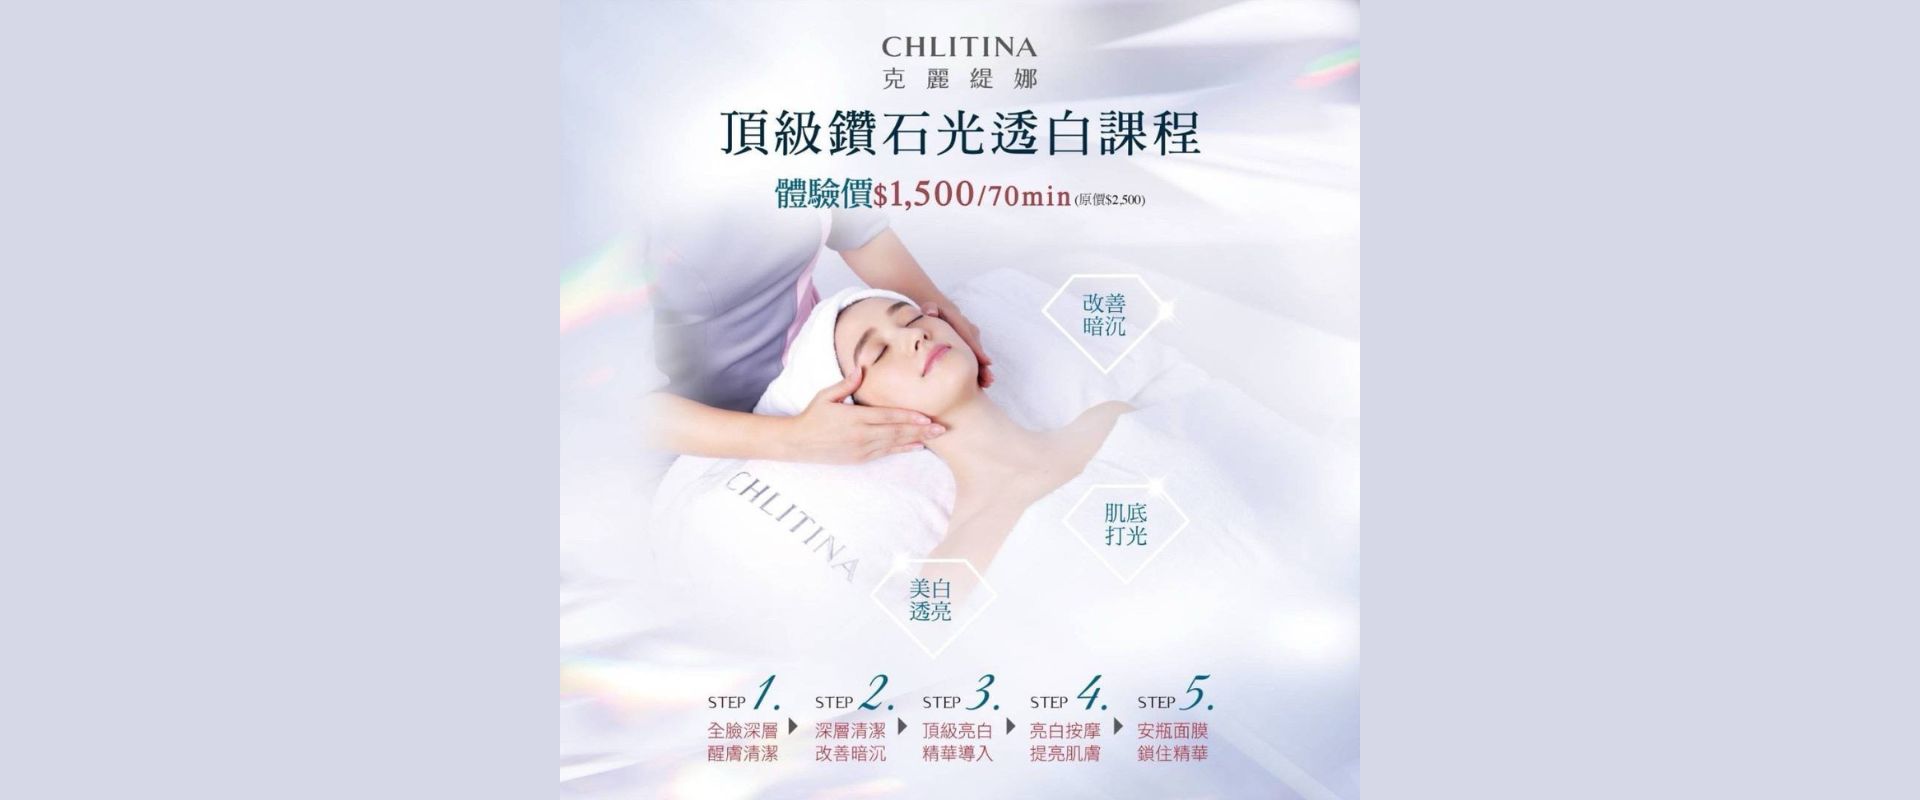 CHLITINA
克麗緹娜
頂級鑽石光透白課程
體驗價$1,500/70min(原價$2,500)
改善
暗沉
肌底
打光
CHLITINA
美白
透亮
STEP 1.
全臉深層
醒膚清潔
STEP 2.
深層清潔
改善暗沉
STEP 3.
頂級亮白
精華導入
STEP 4.
亮白按摩
提亮肌膚
STEP 5.
安瓶面膜
鎖住精華